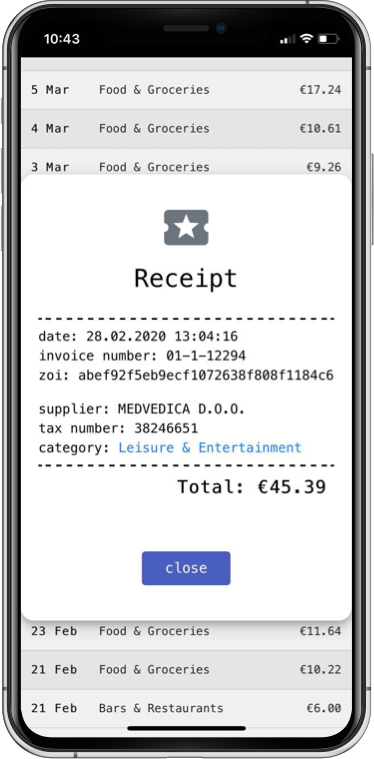 10:43
5 Mar Food & Groceries €17.24
4 Mar Food & Groceries €10.61
3 Mar Food & Groceries €9.26
Receipt
date: 28.02.2020 13:04:16
invoice number: 01-1-12294
zoi: abef92f5eb9ecf1072638f808f1184c6
supplier: MEDVEDICA D.O.O.
tax number: 38246651
category: Leisure & Entertainment
Total: €45.39
close
23 Feb Food & Groceries €11.64
21 Feb Food & Groceries €10.22
21 Feb Bars & Restaurants €6.00